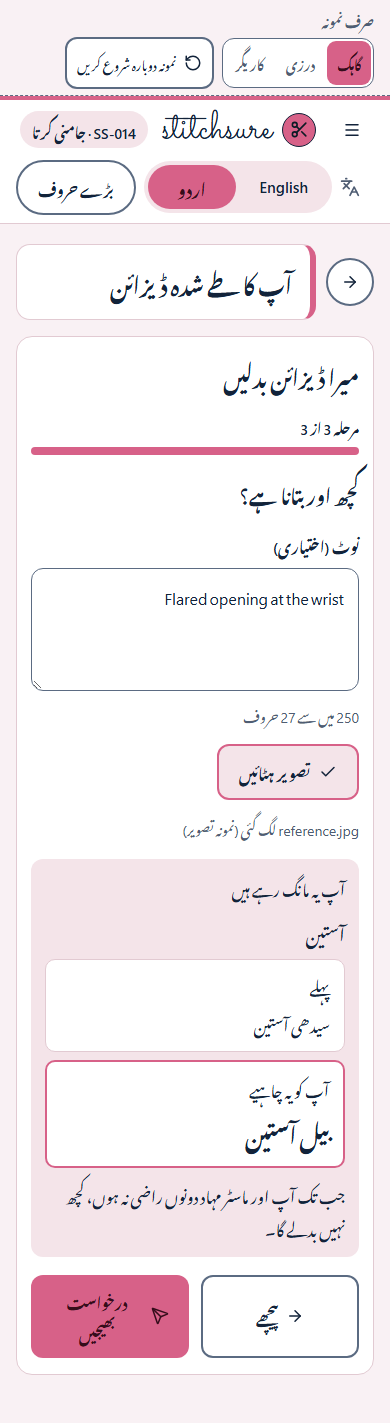 صرف نمونہ
گاہک
درزی
کاریگر
نمونہ دوبارہ شروع کریں
stitchsure
SS-014 · جامنی کرتا
English
اردو
بڑے حروف
آپ کا طے شدہ ڈیزائن
میرا ڈیزائن بدلیں
مرحلہ 3 از 3
کچھ اور بتانا ہے؟
نوٹ (اختیاری)
Flared opening at the wrist
250 میں سے 27 حروف
تصویر ہٹائیں
reference.jpg لگ گئی (نمونہ تصویر)
آپ یہ مانگ رہے ہیں
آستین
پہلے
سیدھی آستین
آپ کو یہ چاہیے
بیل آستین
جب تک آپ اور ماسٹر مہاد دونوں راضی نہ ہوں، کچھ
نہیں بدلے گا۔
پیچھے
درخواست
بھیجیں